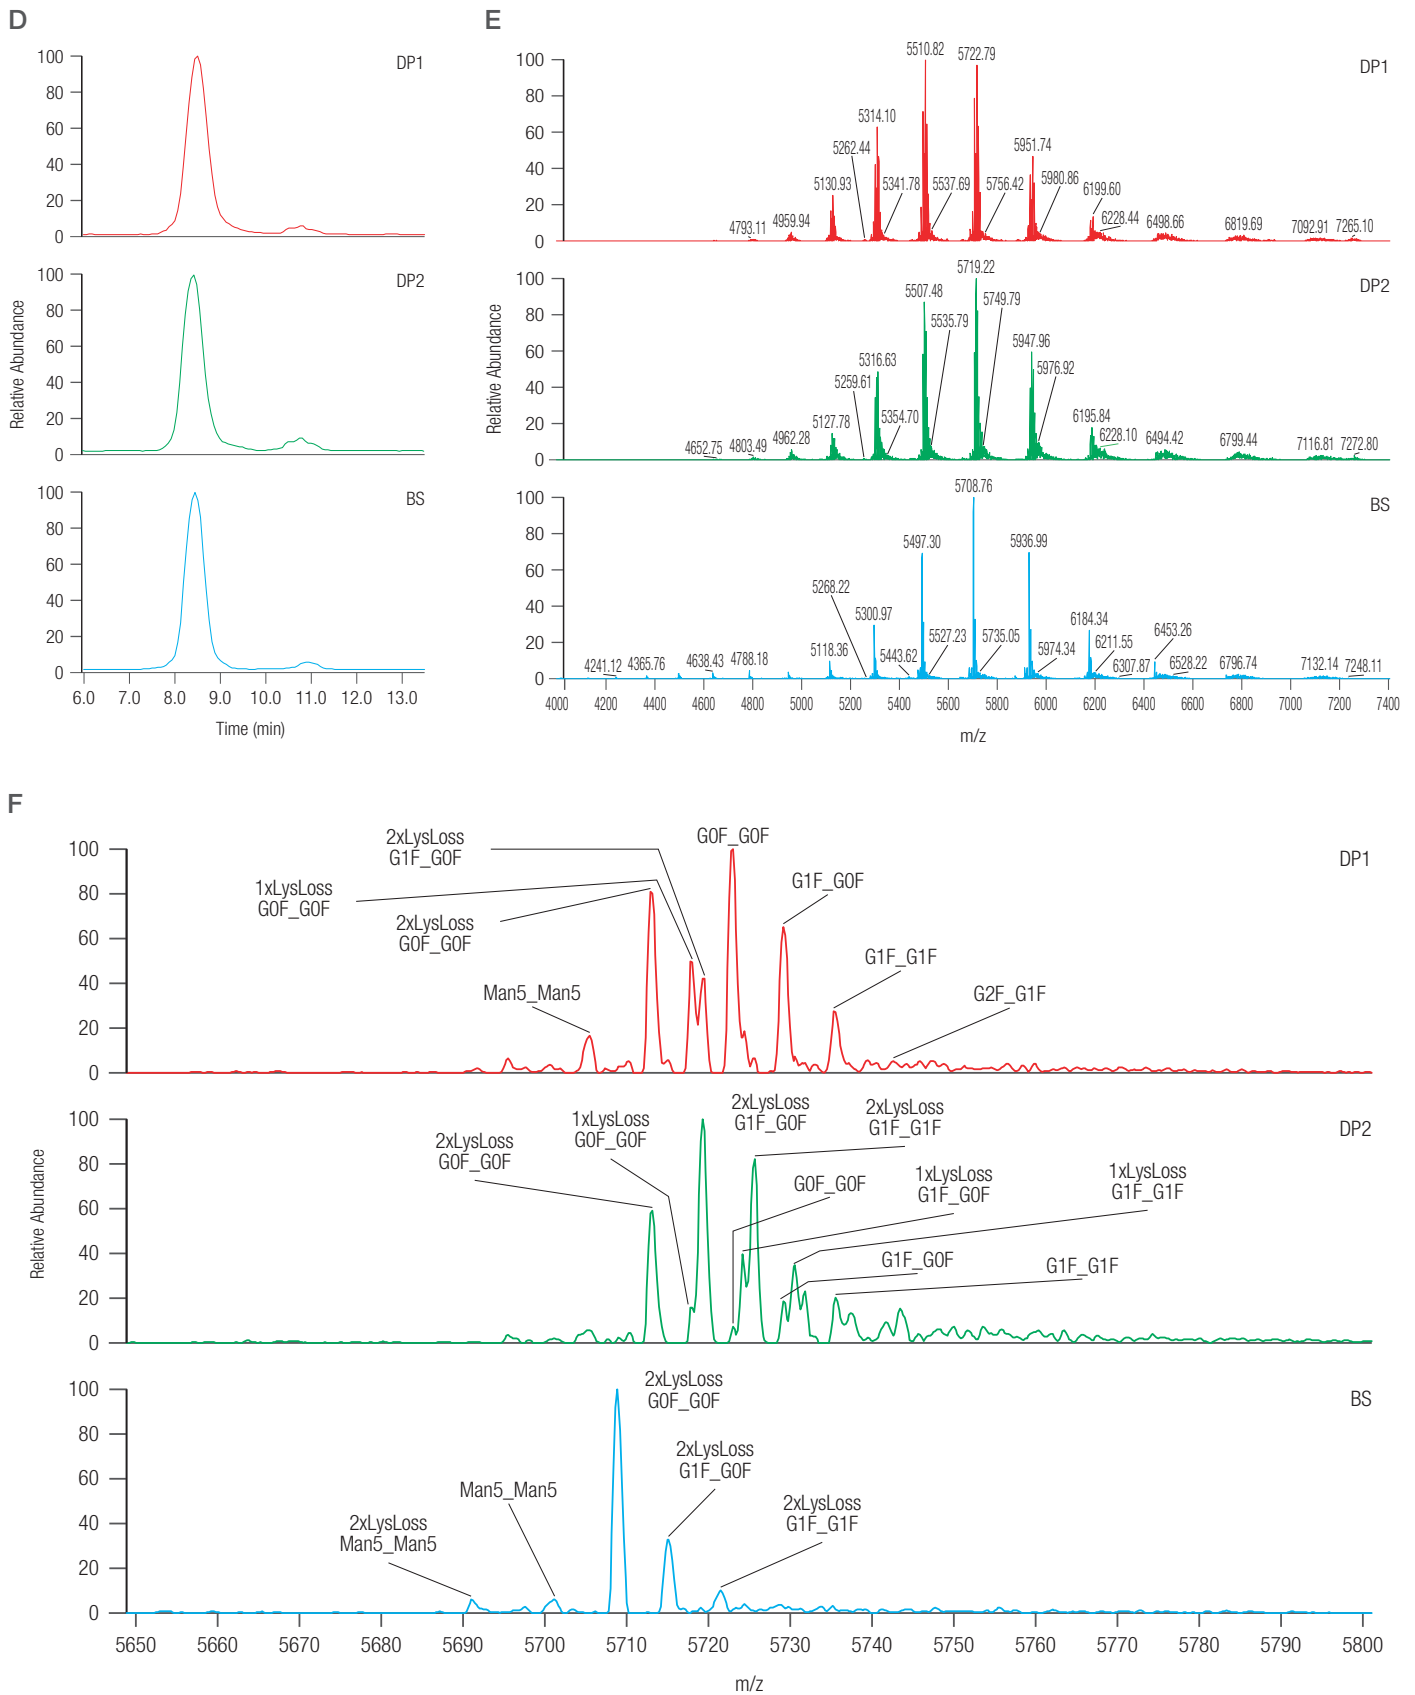 D
100
80
60
40
20
0
DP1
100
80
60
40
20
0
DP2
100
80
60
40
20
0
BS
Relative Abundance
6.0 7.0 8.0 9.0 10.0 11.0 12.0 13.0
Time (min)
E
100
80
60
40
20
0
DP1
4793.11
4959.94
5130.93
5262.44
5314.10
5341.78
5510.82
5537.69
5722.79
5756.42
5951.74
5980.86
6199.60
6228.44
6498.66
6819.69
7092.91
7265.10
100
80
60
40
20
0
DP2
4652.75
4803.49
4962.28
5127.78
5259.61
5316.63
5354.70
5507.48
5535.79
5719.22
5749.79
5947.96
5976.92
6195.84
6228.10
6494.42
6799.44
7116.81
7272.80
Relative Abundance
100
80
60
40
20
0
BS
4241.12
4365.76
4638.43
4788.18
5118.36
5268.22
5300.97
5443.62
5497.30
5527.23
5708.76
5735.05
5936.99
5974.34
6184.34
6211.55
6307.87
6453.26
6528.22
6796.74
7132.14
7248.11
4000 4200 4400 4600 4800 5000 5200 5400 5600 5800 6000 6200 6400 6600 6800 7000 7200 7400
m/z
F
100
80
60
40
20
0
DP1
2xLysLoss
G1F_G0F
1xLysLoss
G0F_G0F
2xLysLoss
G0F_G0F
Man5_Man5
G0F_G0F
G1F_G0F
G1F_G1F
G2F_G1F
100
80
60
40
20
0
DP2
2xLysLoss
G0F_G0F
1xLysLoss
G0F_G0F
2xLysLoss
G1F_G0F
2xLysLoss
G1F_G1F
G0F_G0F
1xLysLoss
G1F_G0F
1xLysLoss
G1F_G1F
G1F_G0F
G1F_G1F
Relative Abundance
100
80
60
40
20
0
BS
2xLysLoss
Man5_Man5
Man5_Man5
2xLysLoss
G0F_G0F
2xLysLoss
G1F_G0F
2xLysLoss
G1F_G1F
5650 5660 5670 5680 5690 5700 5710 5720 5730 5740 5750 5760 5770 5780 5790 5800
m/z